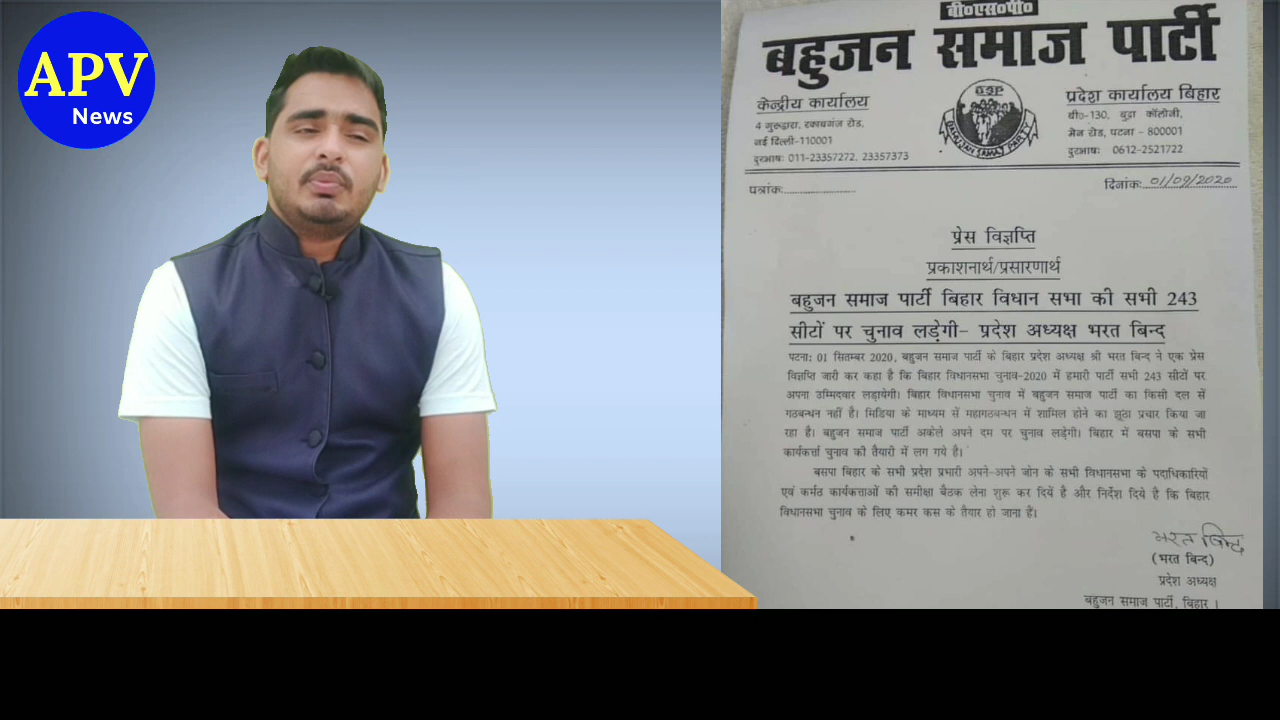 APV
News
बी०एस०पी०
बहुजन समाज पार्टी
केन्द्रीय कार्यालय
4 गुरुद्वारा, रकाबगंज रोड,
नई दिल्ली-110001
दुरभाषः 011-23357272, 23357373
BSP
BAHUJAN SAMAJ PARTY
प्रदेश कार्यालय बिहार
बी०-130, बुद्धा कॉलोनी,
मेन रोड, पटना - 800001
दुरभाषः 0612-2521722
पत्रांकः
दिनांकः 01/09/2020
प्रेस विज्ञप्ति
प्रकाशनार्थ/प्रसारणार्थ
बहुजन समाज पार्टी बिहार विधान सभा की सभी 243
सीटों पर चुनाव लड़ेगी- प्रदेश अध्यक्ष भरत बिन्द
पटनाः 01 सितम्बर 2020, बहुजन समाज पार्टी के बिहार प्रदेश अध्यक्ष श्री भरत बिन्द ने एक प्रेस
विज्ञप्ति जारी कर कहा है कि बिहार विधानसभा चुनाव-2020 में हमारी पार्टी सभी 243 सीटों पर
अपना उम्मिदवार लड़ायेगी। बिहार विधानसभा चुनाव में बहुजन समाज पार्टी का किसी दल सें
गठबन्धन नहीं है। मिडिया के माध्यम सें महागठबन्धन में शामिल होने का झूठा प्रचार किया जा
रहा है। बहुजन समाज पार्टी अकेले अपने दम पर चुनाव लड़ेगी। बिहार में बसपा के सभी
कार्यकर्त्ता चुनाव की तैयारी में लग गये है।
बसपा बिहार के सभी प्रदेश प्रभारी अपने-अपने जोन के सभी विधानसभा के पदाधिकारियों
एवं कर्मठ कार्यकत्ताओं की समीक्षा बैठक लेना शुरू कर दियें है और निर्देश दिये है कि बिहार
विधानसभा चुनाव के लिए कमर कस के तैयार हो जाना हैं।
भरत बिन्द
(भरत बिन्द)
प्रदेश अध्यक्ष
बहुजन समाज पार्टी, बिहार।